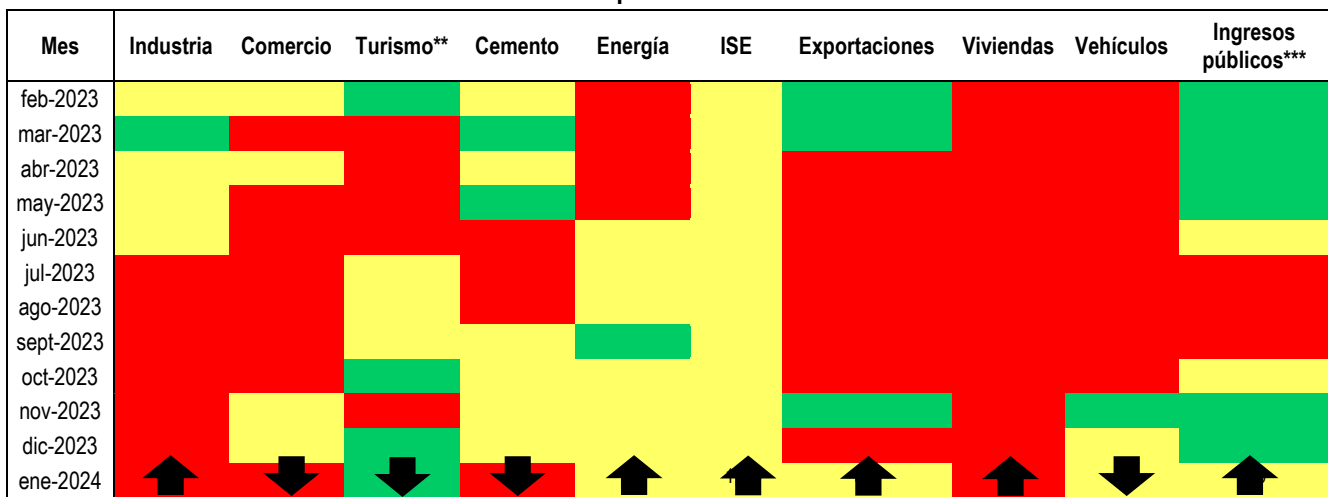 Mes Industria Comercio Turismo** Cemento Energía ISE Exportaciones Viviendas Vehículos Ingresos
públicos***
feb-2023
mar-2023
abr-2023
may-2023
jun-2023
jul-2023
ago-2023
sept-2023
oct-2023
nov-2023
dic-2023
ene-2024